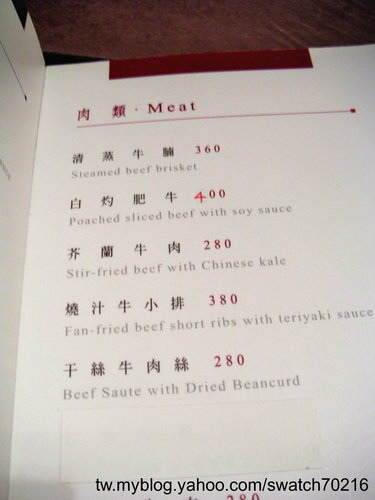 肉 類 · Meat
清 蒸 牛 腩 360
Steamed beef brisket
白 灼 肥 牛 400
Poached sliced beef with soy sauce
芥 蘭 牛 肉 280
Stir-fried beef with Chinese kale
燒 汁 牛 小 排 380
Fan-fried beef short ribs with teriyaki sauce
干 絲 牛 肉 絲 280
Beef Saute with Dried Beancurd
280
tw.myblog.yahoo.com/swatch70216